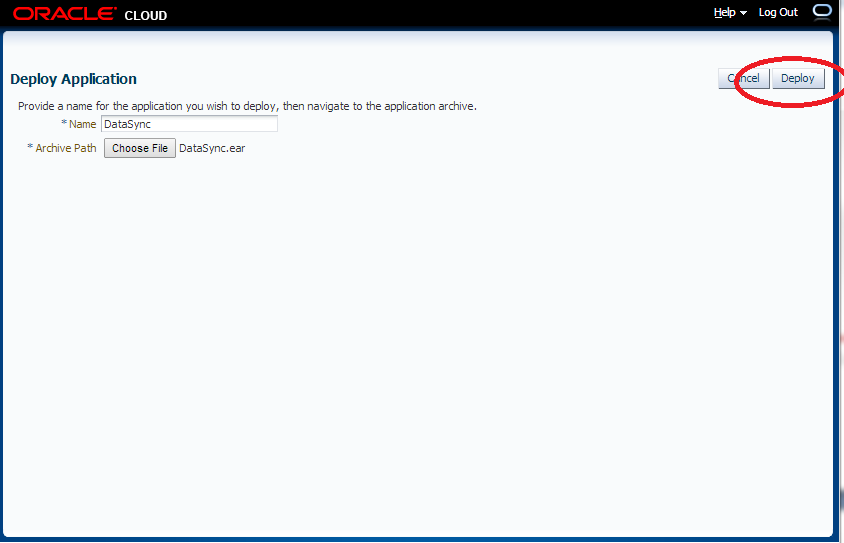 ORACLE CLOUD Help Log Out
Deploy Application Cancel Deploy
Provide a name for the application you wish to deploy, then navigate to the application archive.
* Name DataSync
* Archive Path Choose File DataSync.ear